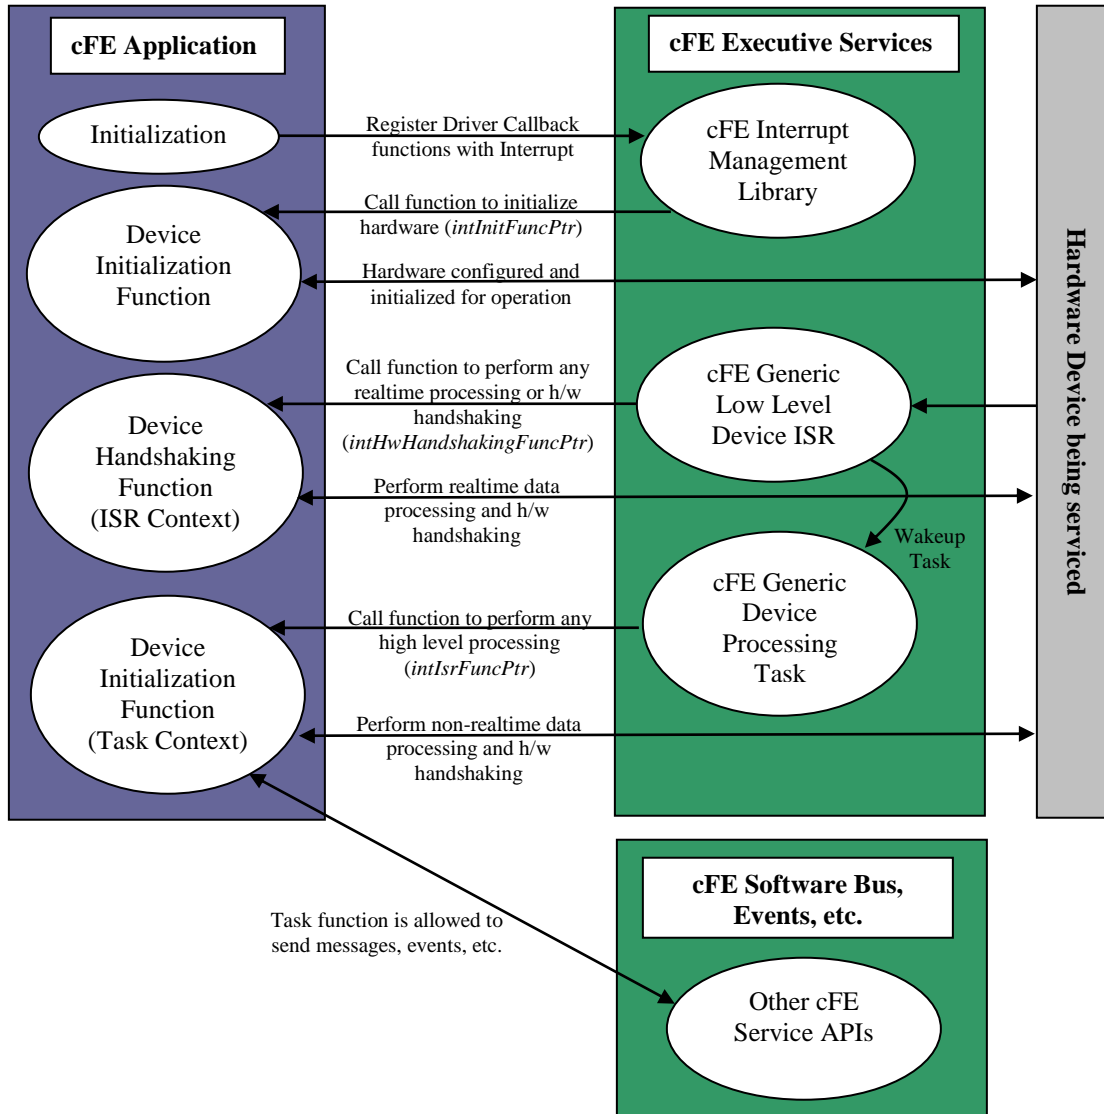 cFE Application
Initialization
Device
Initialization
Function
Device
Handshaking
Function
(ISR Context)
Device
Initialization
Function
(Task Context)
Register Driver Callback
functions with Interrupt
Call function to initialize
hardware (intInitFuncPtr)
Hardware configured and
initialized for operation
Call function to perform any
realtime processing or h/w
handshaking
(intHwHandshakingFuncPtr)
Perform realtime data
processing and h/w
handshaking
Call function to perform any
high level processing
(intIsrFuncPtr)
Perform non-realtime data
processing and h/w
handshaking
Task function is allowed to
send messages, events, etc.
cFE Executive Services
cFE Interrupt
Management
Library
cFE Generic
Low Level
Device ISR
Wakeup
Task
cFE Generic
Device
Processing
Task
cFE Software Bus,
Events, etc.
Other cFE
Service APIs
Hardware Device being serviced